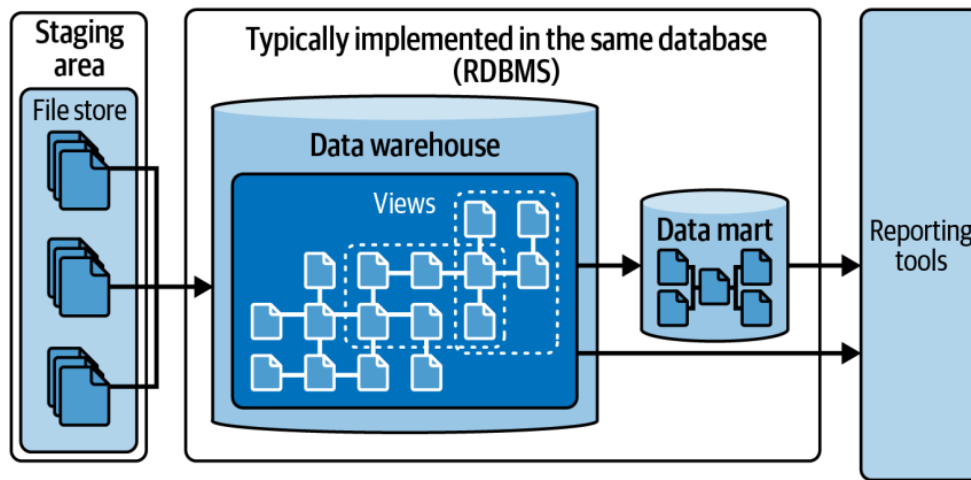 Staging
area
File store
Typically implemented in the same database
(RDBMS)
Data warehouse
Views
Data mart
Reporting
tools